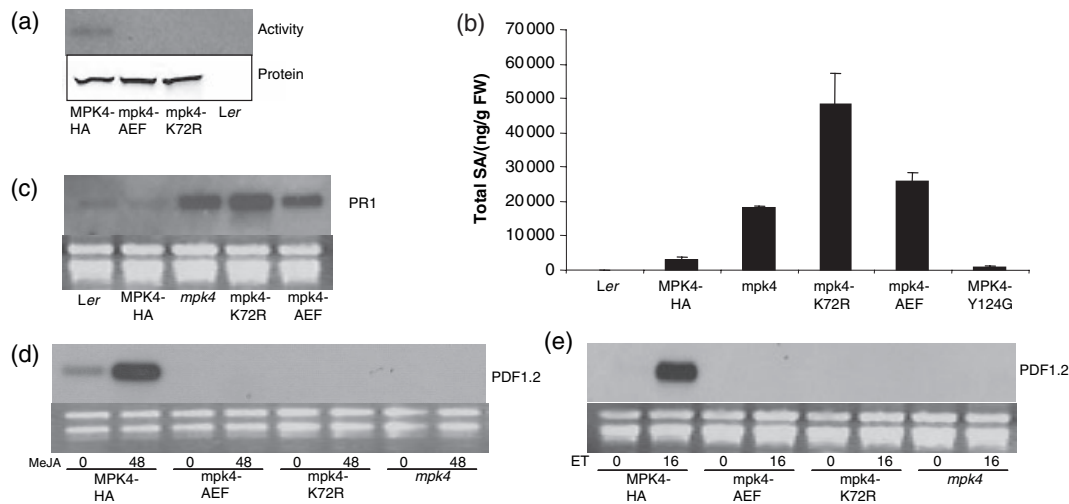 (a)
Activity
Protein
MPK4-
HA
mpk4-
AEF
mpk4-
K72R
Ler
(b)
Total SA/(ng/g FW)
70 000
60 000
50 000
40 000
30 000
20 000
10 000
0
Ler
MPK4-
HA
mpk4
mpk4-
K72R
mpk4-
AEF
MPK4-
Y124G
(c)
PR1
Ler
MPK4-
HA
mpk4
mpk4-
K72R
mpk4-
AEF
(d)
PDF1.2
MeJA 0 48 0 48 0 48 0 48
MPK4-
HA
mpk4-
AEF
mpk4-
K72R
mpk4
(e)
PDF1.2
ET 0 16 0 16 0 16 0 16
MPK4-
HA
mpk4-
AEF
mpk4-
K72R
mpk4